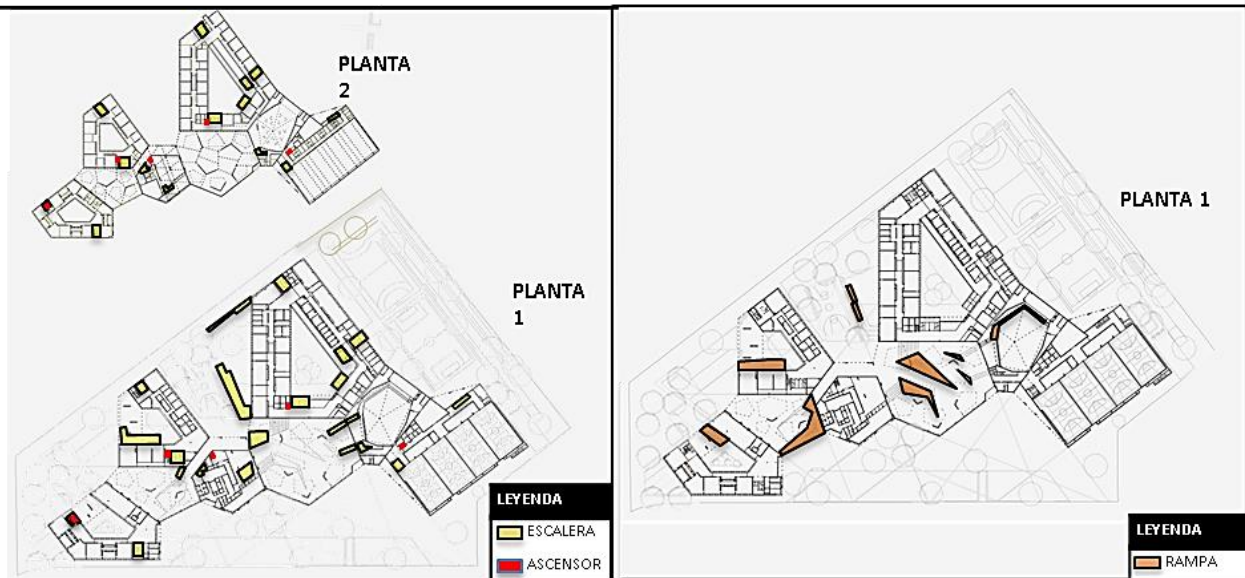 PLANTA
2
PLANTA
1
LEYENDA
ESCALERA
ASCENSOR
PLANTA 1
LEYENDA
RAMPA